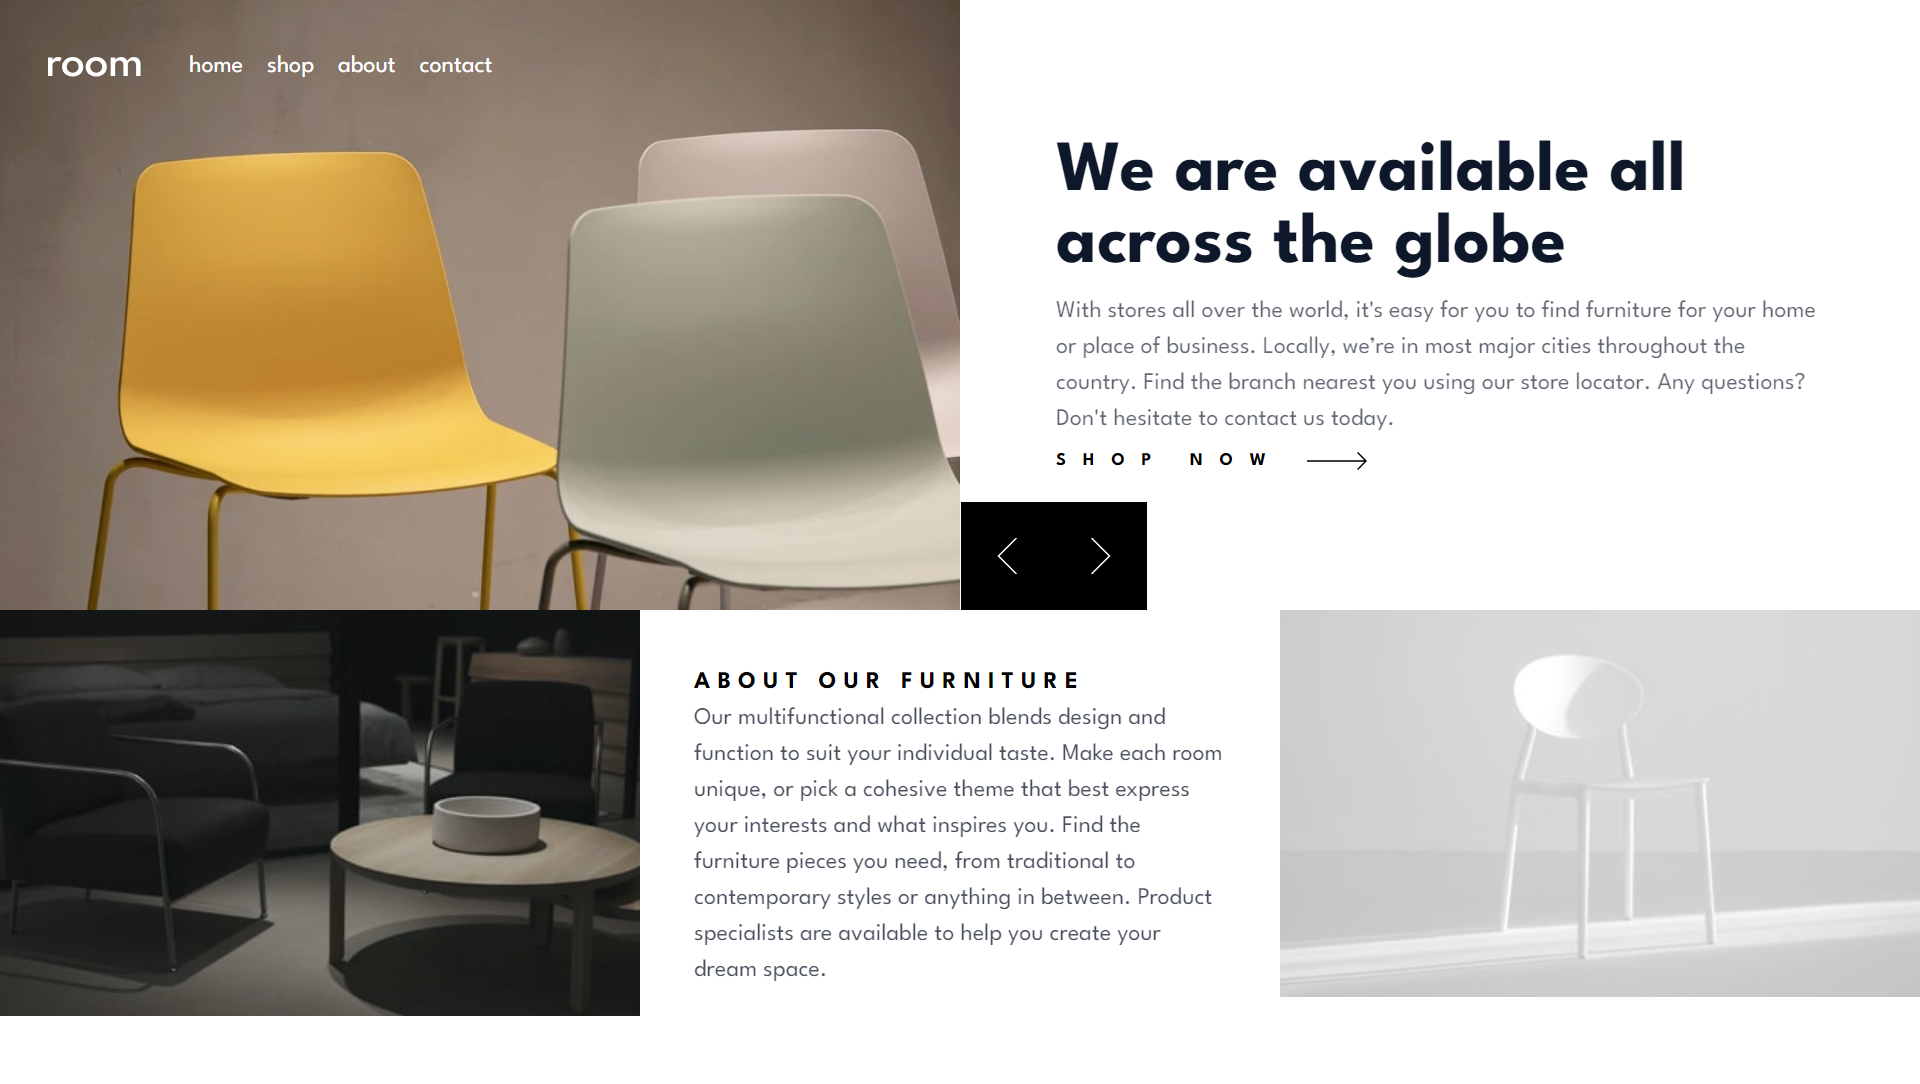 room
home shop about contact
We are available all
across the globe
With stores all over the world, it's easy for you to find furniture for your home
or place of business. Locally, we’re in most major cities throughout the
country. Find the branch nearest you using our store locator. Any questions?
Don't hesitate to contact us today.
SHOP NOW
ABOUT OUR FURNITURE
Our multifunctional collection blends design and
function to suit your individual taste. Make each room
unique, or pick a cohesive theme that best express
your interests and what inspires you. Find the
furniture pieces you need, from traditional to
contemporary styles or anything in between. Product
specialists are available to help you create your
dream space.